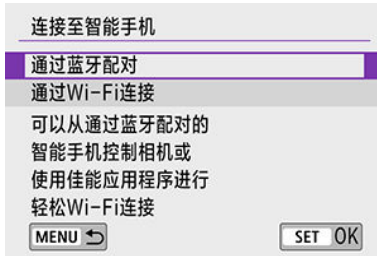 连接至智能手机
通过蓝牙配对
通过Wi-Fi连接
可以从通过蓝牙配对的
智能手机控制相机或
使用佳能应用程序进行
轻松Wi-Fi连接
MENU SET OK